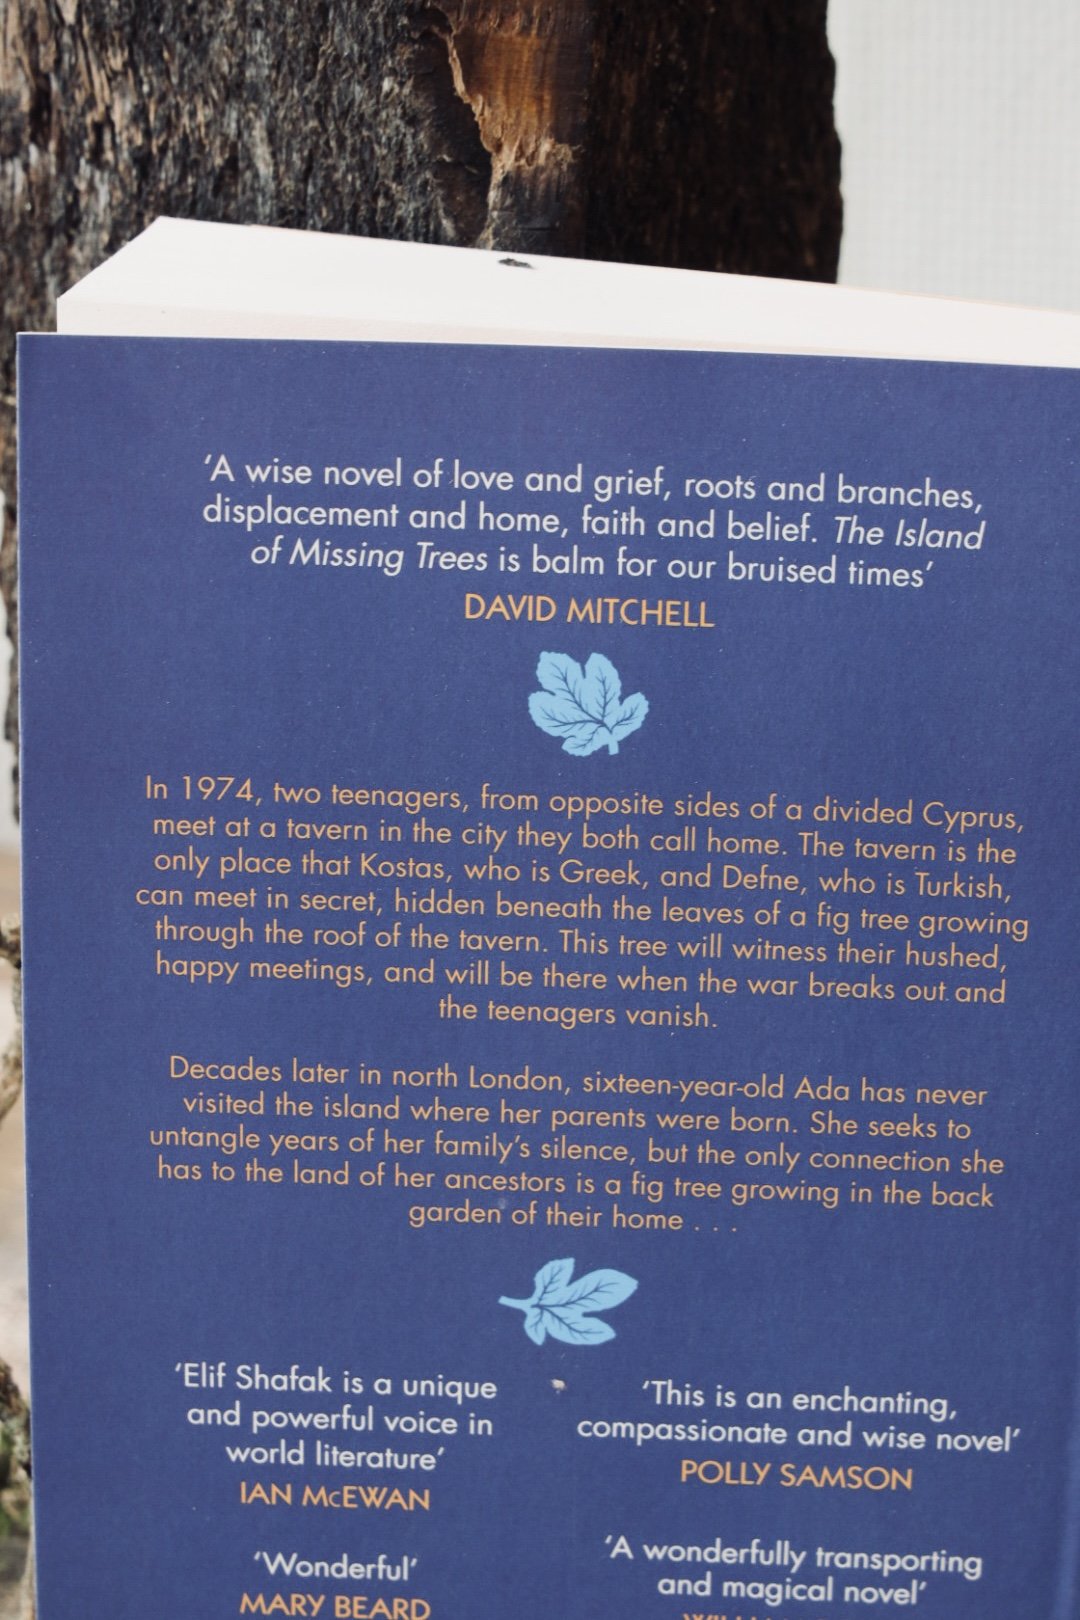 ‘A wise novel of love and grief, roots and branches,
displacement and home, faith and belief. The Island
of Missing Trees is balm for our bruised times’
DAVID MITCHELL
In 1974, two teenagers, from opposite sides of a divided Cyprus,
meet at a tavern in the city they both call home. The tavern is the
only place that Kostas, who is Greek, and Defne, who is Turkish,
can meet in secret, hidden beneath the leaves of a fig tree growing
through the roof of the tavern. This tree will witness their hushed,
happy meetings, and will be there when the war breaks out and
the teenagers vanish.
Decades later in north London, sixteen-year-old Ada has never
visited the island where her parents were born. She seeks to
untangle years of her family’s silence, but the only connection she
has to the land of her ancestors is a fig tree growing in the back
garden of their home . . .
‘Elif Shafak is a unique
and powerful voice in
world literature’
IAN McEWAN
‘This is an enchanting,
compassionate and wise novel’
POLLY SAMSON
‘Wonderful’
MARY BEARD
‘A wonderfully transporting
and magical novel’